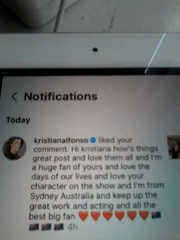 < Notifications
Today
kristianalfonso liked your
comment: Hi kristiana how's things
great post and love them all and I'm
a huge fan of yours and love the
days of our lives and love your
character on the show and I'm from
Sydney Australia and keep up the
great work and acting and all the
best big fan ❤️❤️❤️❤️❤️❤️🇦🇺
🇦🇺🇦🇺🇦🇺 4h